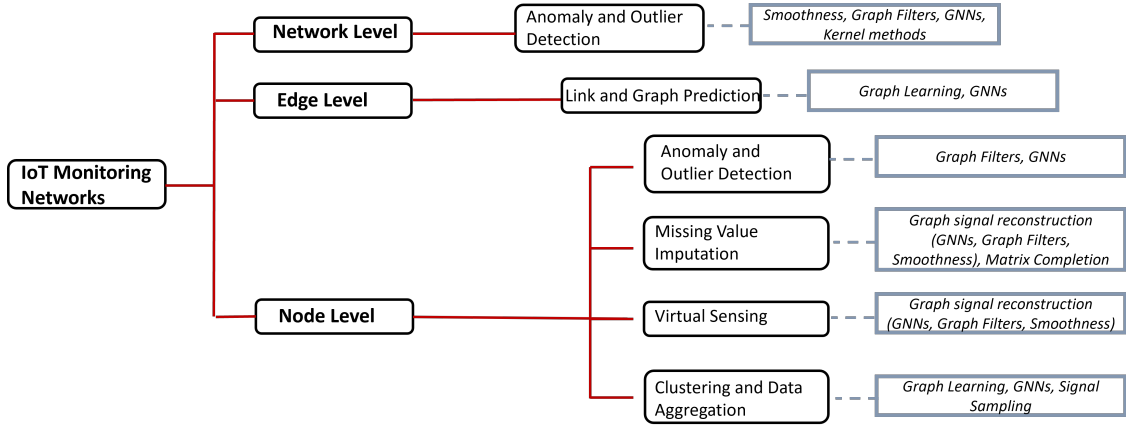 Network Level
Anomaly and Outlier
Detection
Smoothness, Graph Filters, GNNs,
Kernel methods
Edge Level
Link and Graph Prediction
Graph Learning, GNNs
IoT Monitoring
Networks
Anomaly and
Outlier Detection
Graph Filters, GNNs
Missing Value
Imputation
Graph signal reconstruction
(GNNs, Graph Filters,
Smoothness), Matrix Completion
Node Level
Virtual Sensing
Graph signal reconstruction
(GNNs, Graph Filters, Smoothness)
Clustering and Data
Aggregation
Graph Learning, GNNs, Signal
Sampling